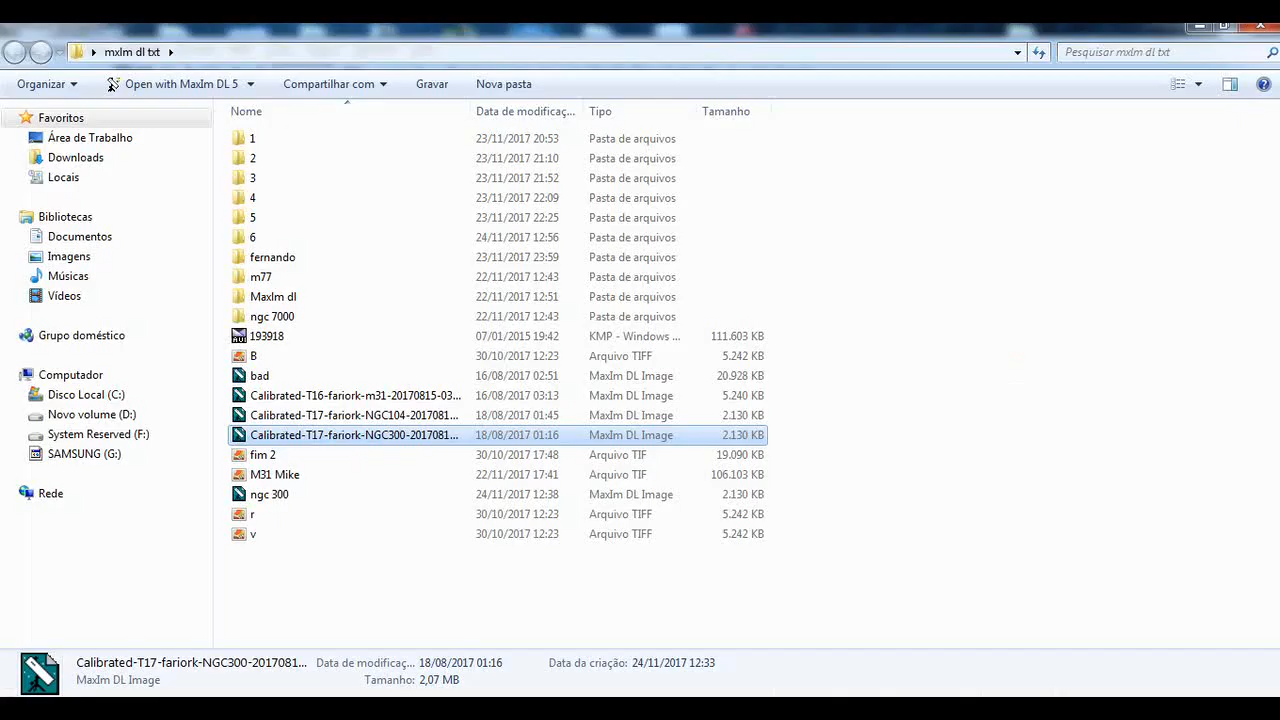 mxlm dl txt
Pesquisar mxlm dl txt
Organizar Open with MaxIm DL 5 Compartilhar com Gravar Nova pasta
Nome Data de modificaç... Tipo Tamanho
Favoritos
Área de Trabalho
Downloads
Locais
Bibliotecas
Documentos
Imagens
Músicas
Vídeos
Grupo doméstico
Computador
Disco Local (C:)
Novo volume (D:)
System Reserved (F:)
SAMSUNG (G:)
Rede
1 23/11/2017 20:53 Pasta de arquivos
2 23/11/2017 21:10 Pasta de arquivos
3 23/11/2017 21:52 Pasta de arquivos
4 23/11/2017 22:09 Pasta de arquivos
5 23/11/2017 22:25 Pasta de arquivos
6 24/11/2017 12:56 Pasta de arquivos
fernando 23/11/2017 23:59 Pasta de arquivos
m77 22/11/2017 12:43 Pasta de arquivos
MaxIm dl 22/11/2017 12:51 Pasta de arquivos
ngc 7000 22/11/2017 12:43 Pasta de arquivos
193918 07/01/2015 19:42 KMP - Windows ... 111.603 KB
B 30/10/2017 12:23 Arquivo TIFF 5.242 KB
bad 16/08/2017 02:51 MaxIm DL Image 20.928 KB
Calibrated-T16-fariork-m31-20170815-03... 16/08/2017 03:13 MaxIm DL Image 5.240 KB
Calibrated-T17-fariork-NGC104-2017081... 18/08/2017 01:45 MaxIm DL Image 2.130 KB
Calibrated-T17-fariork-NGC300-2017081... 18/08/2017 01:16 MaxIm DL Image 2.130 KB
fim 2 30/10/2017 17:48 Arquivo TIF 19.090 KB
M31 Mike 22/11/2017 17:41 Arquivo TIF 106.103 KB
ngc 300 24/11/2017 12:38 MaxIm DL Image 2.130 KB
r 30/10/2017 12:23 Arquivo TIFF 5.242 KB
v 30/10/2017 12:23 Arquivo TIFF 5.242 KB
Calibrated-T17-fariork-NGC300-2017081... Data de modificaç... 18/08/2017 01:16 Data da criação: 24/11/2017 12:33
MaxIm DL Image Tamanho: 2,07 MB